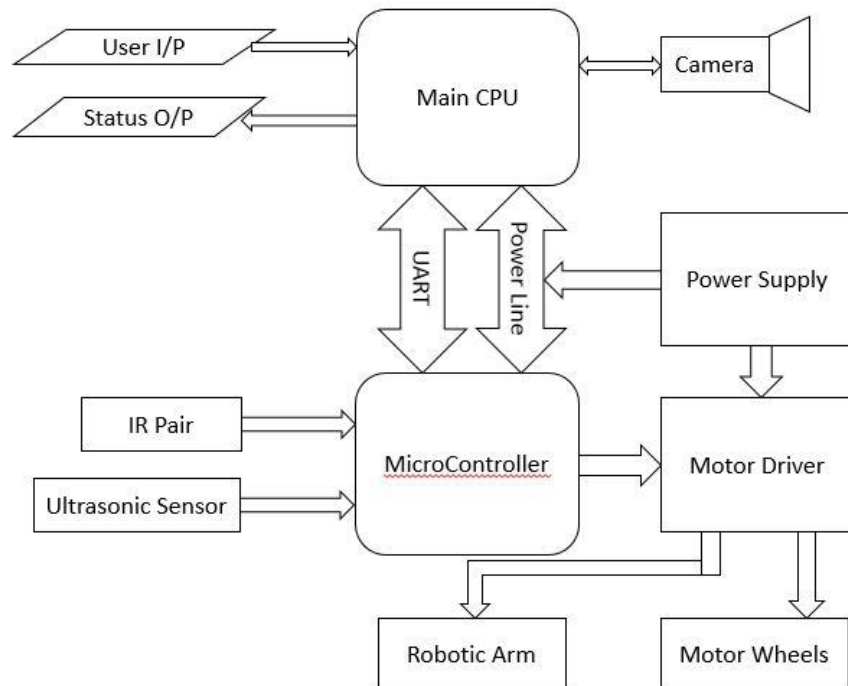 User I/P
Status O/P
Main CPU
Camera
UART
Power Line
Power Supply
IR Pair
Ultrasonic Sensor
MicroController
Motor Driver
Robotic Arm
Motor Wheels